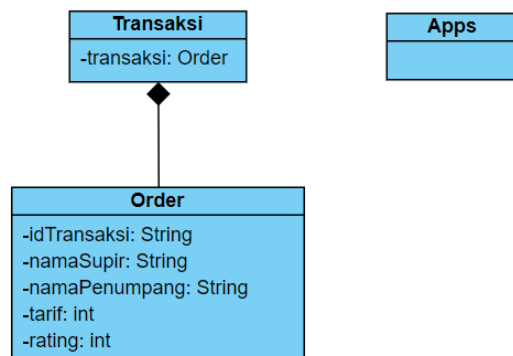 Transaksi
-transaksi: Order
Apps
Order
-idTransaksi: String
-namaSupir: String
-namaPenumpang: String
-tarif: int
-rating: int